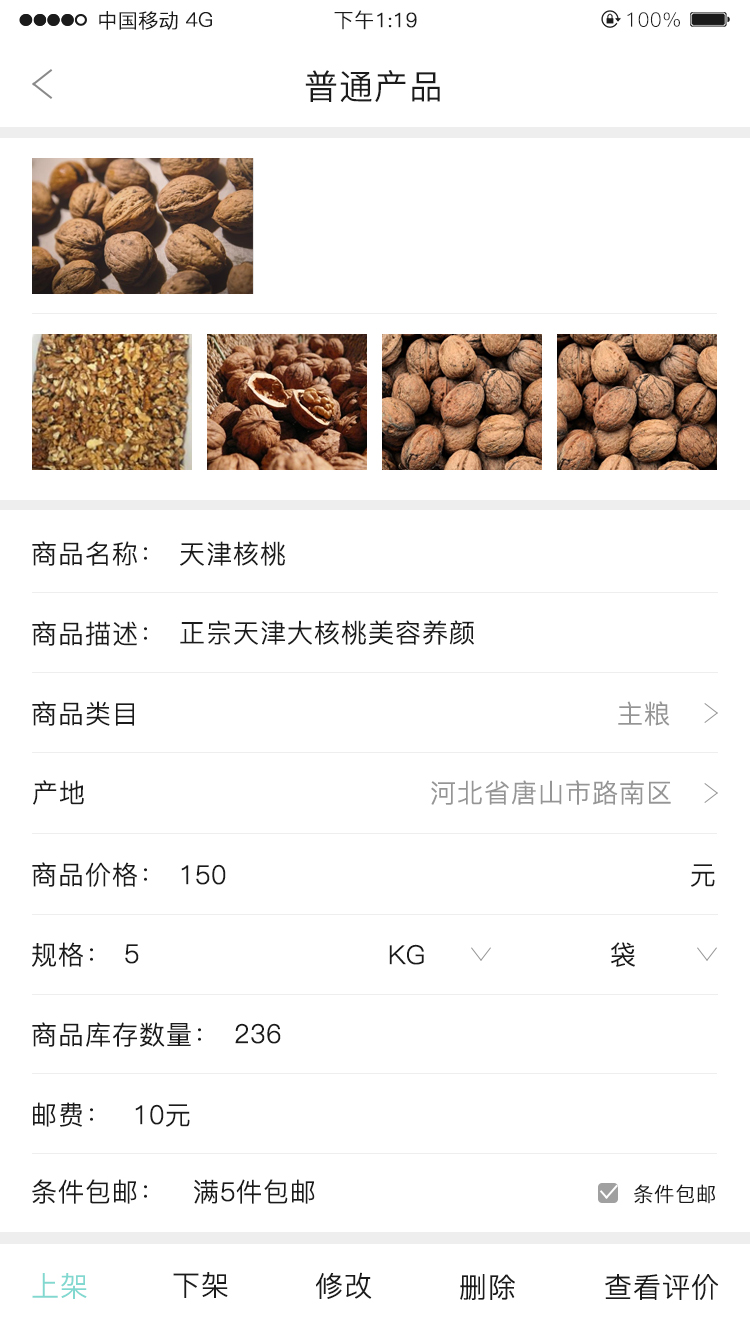 中国移动 4G 下午1:19 100%
普通产品
商品名称： 天津核桃
商品描述： 正宗天津大核桃美容养颜
商品类目 主粮
产地 河北省唐山市路南区
商品价格： 150 元
规格： 5 KG 袋
商品库存数量： 236
邮费： 10元
条件包邮： 满5件包邮 条件包邮
上架 下架 修改 删除 查看评价